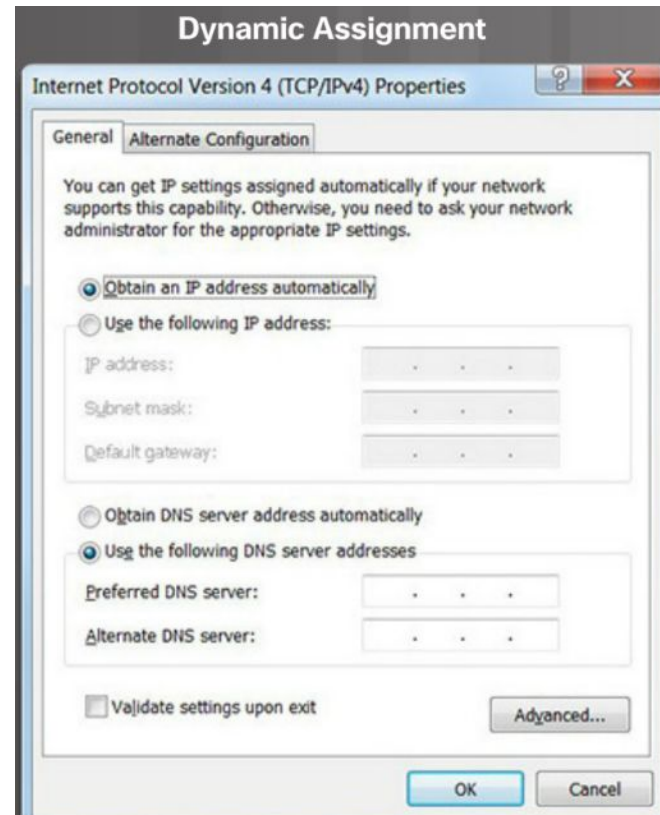 Dynamic Assignment
Internet Protocol Version 4 (TCP/IPv4) Properties
General
Alternate Configuration
You can get IP settings assigned automatically if your network
supports this capability. Otherwise, you need to ask your network
administrator for the appropriate IP settings.
Obtain an IP address automatically
Use the following IP address:
IP address:
Subnet mask:
Default gateway:
Obtain DNS server address automatically
Use the following DNS server addresses
Preferred DNS server:
Alternate DNS server:
Validate settings upon exit
Advanced...
OK
Cancel